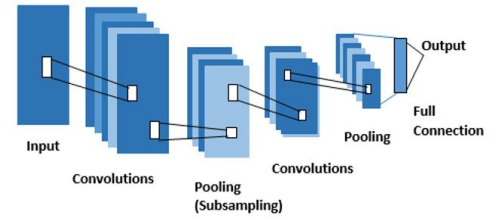 Input
Convolutions
Pooling
(Subsampling)
Convolutions
Pooling
Full
Connection
Output